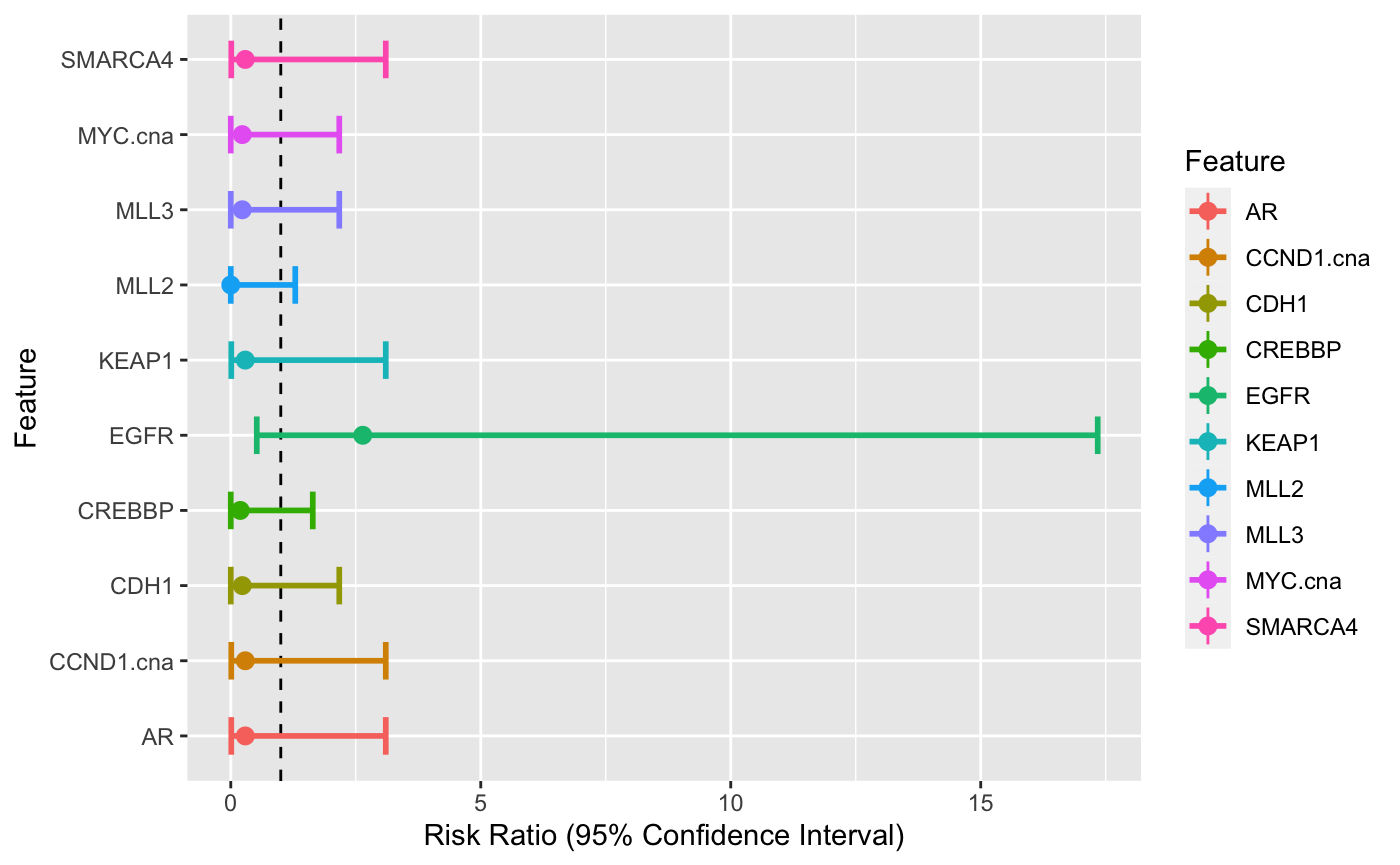 SMARCA4
MYC.cna
MLL3
MLL2
KEAP1
EGFR
CREBBP
CDH1
CCND1.cna
AR
Feature
0 5 10 15
Risk Ratio (95% Confidence Interval)
Feature
AR
CCND1.cna
CDH1
CREBBP
EGFR
KEAP1
MLL2
MLL3
MYC.cna
SMARCA4